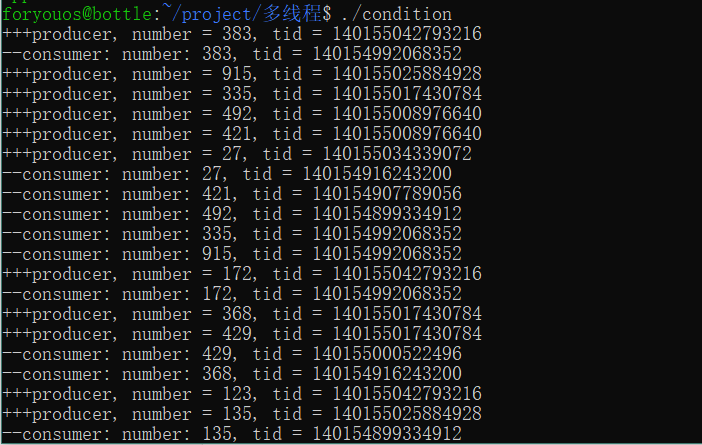 foryouos@bottle:~/project/多线程$ ./condition
+++producer, number = 383, tid = 140155042793216
--consumer: number: 383, tid = 140154992068352
+++producer, number = 915, tid = 140155025884928
+++producer, number = 335, tid = 140155017430784
+++producer, number = 492, tid = 140155008976640
+++producer, number = 421, tid = 140155008976640
+++producer, number = 27, tid = 140155034339072
--consumer: number: 27, tid = 140154916243200
--consumer: number: 421, tid = 140154907789056
--consumer: number: 492, tid = 140154899334912
--consumer: number: 335, tid = 140154992068352
--consumer: number: 915, tid = 140154992068352
+++producer, number = 172, tid = 140155042793216
--consumer: number: 172, tid = 140154992068352
+++producer, number = 368, tid = 140155017430784
+++producer, number = 429, tid = 140155017430784
--consumer: number: 429, tid = 140155000522496
--consumer: number: 368, tid = 140154916243200
+++producer, number = 123, tid = 140155042793216
+++producer, number = 135, tid = 140155025884928
--consumer: number: 135, tid = 140154899334912